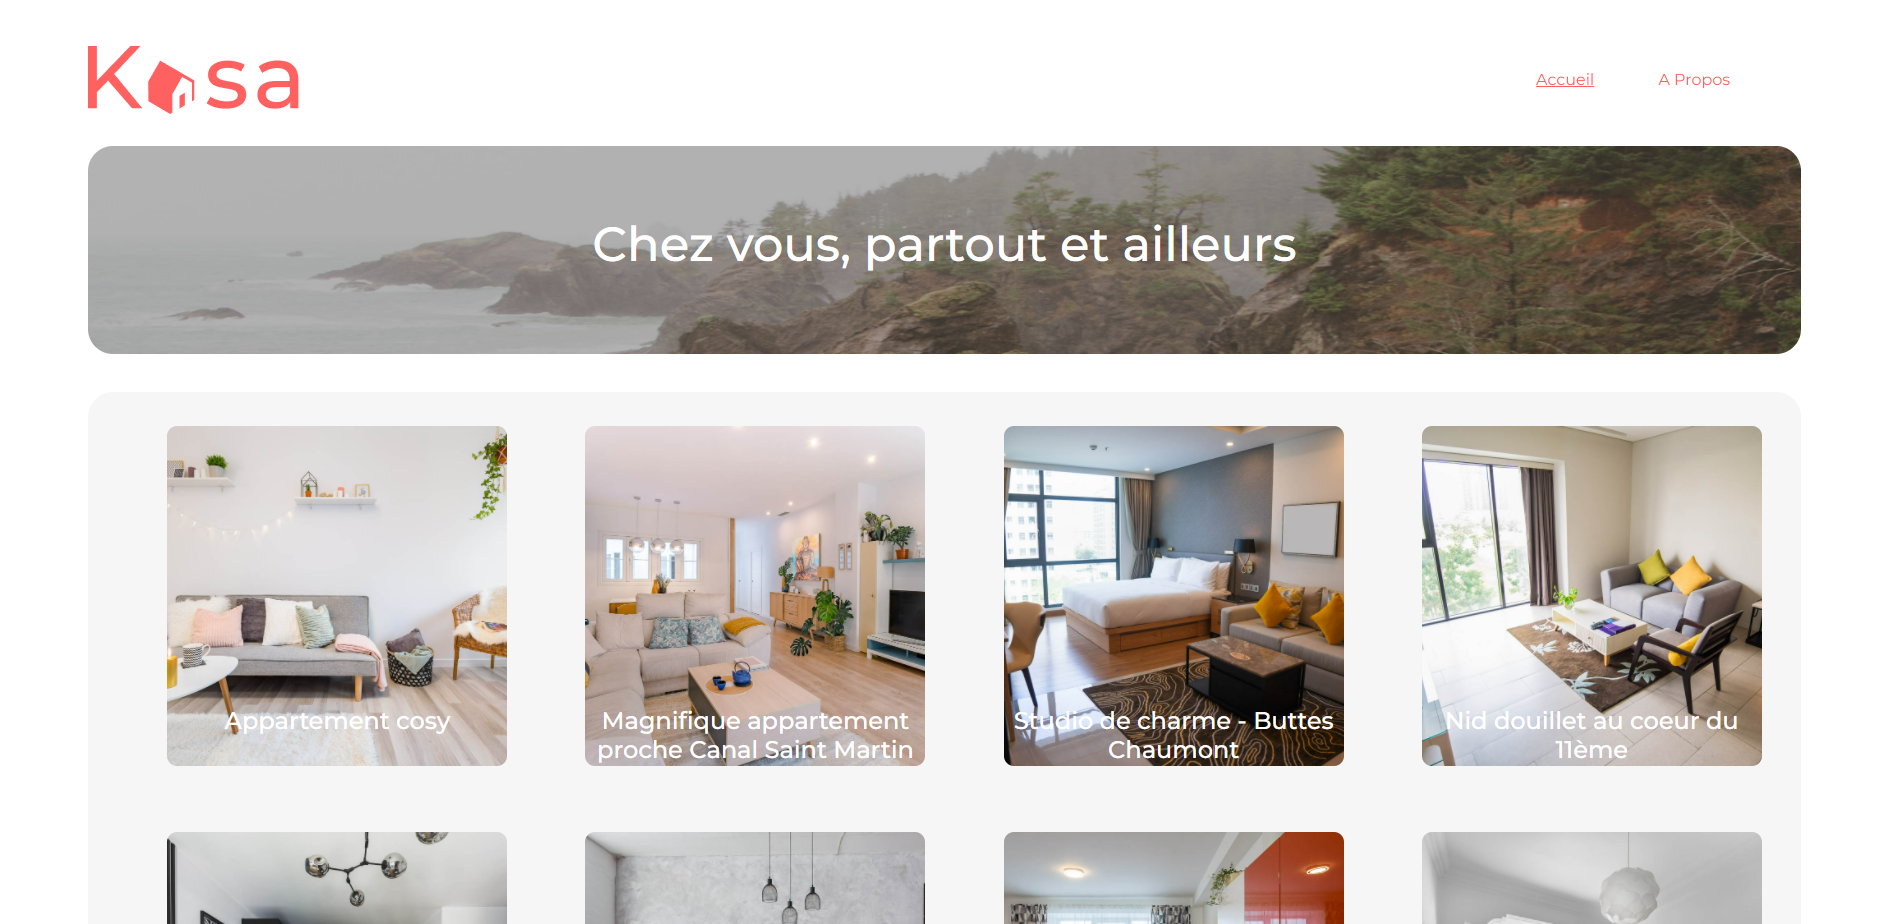 Kasa
Accueil
A Propos
Chez vous, partout et ailleurs
Appartement cosy
Magnifique appartement
proche Canal Saint Martin
Studio de charme - Buttes
Chaumont
Nid douillet au coeur du
11ème